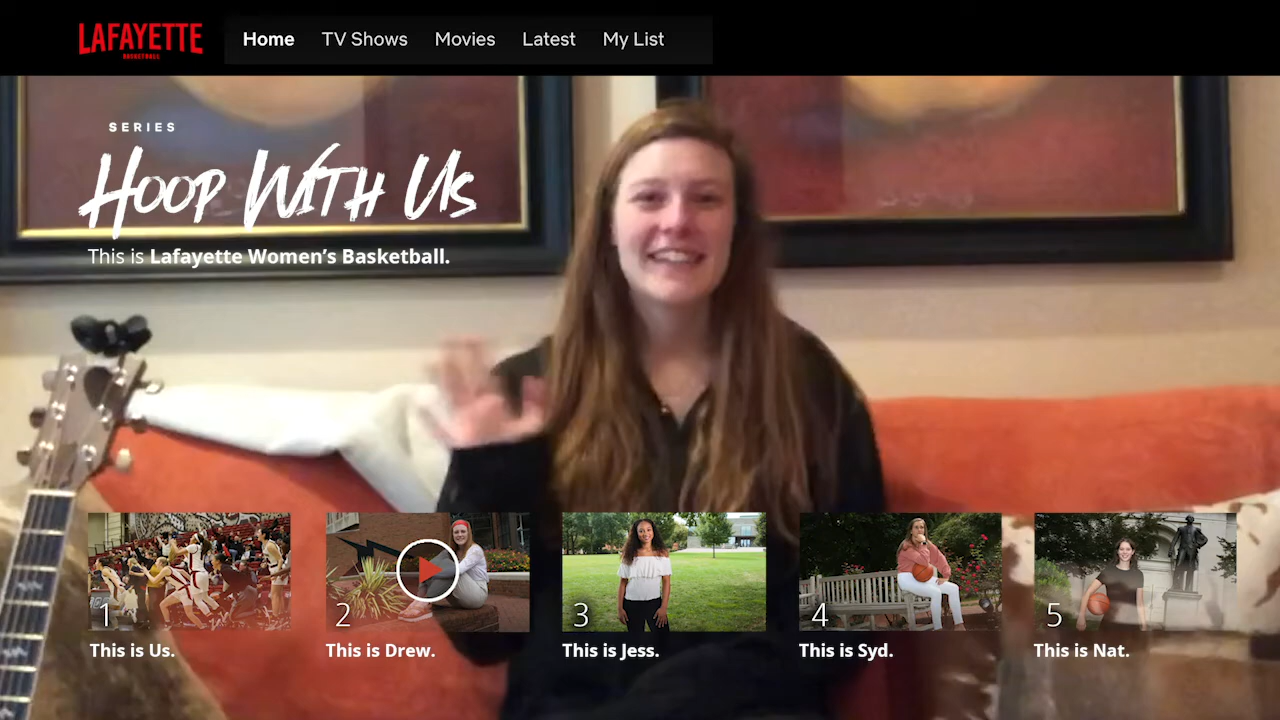 LAFAYETTE
BASKETBALL
Home TV Shows Movies Latest My List
SERIES
HOOP WITH US
This is Lafayette Women's Basketball.
1 2 3 4 5
This is Us. This is Drew. This is Jess. This is Syd. This is Nat.